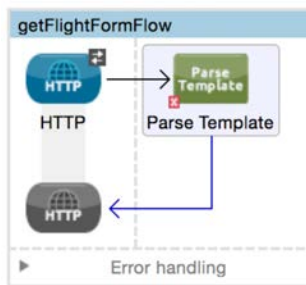 getFlightFormFlow
HTTP
Parse
Template
HTTP
Parse Template
HTTP
Error handling